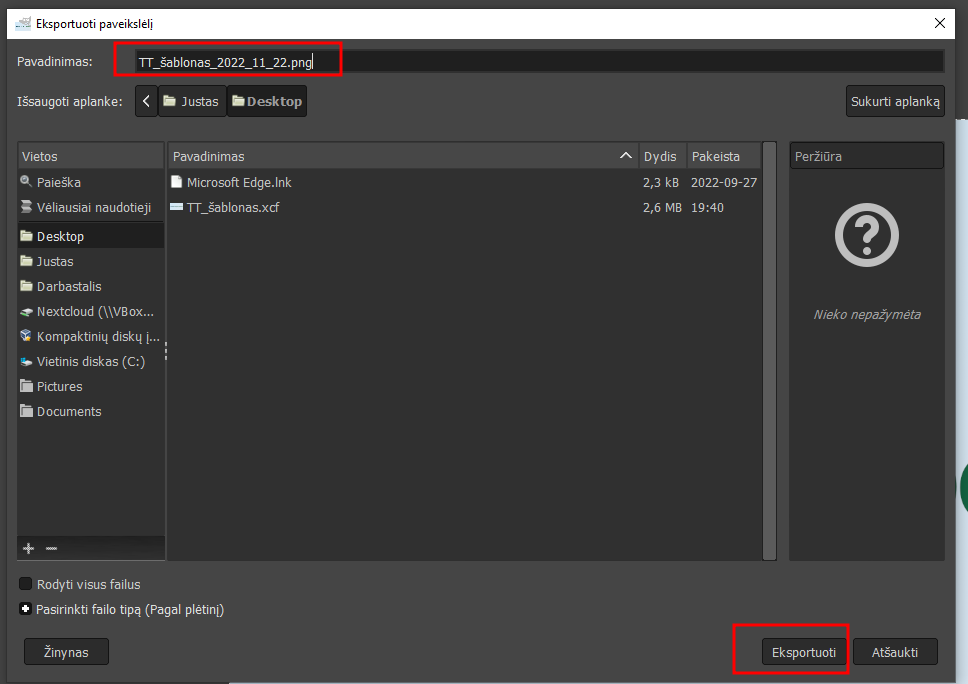 Eksportuoti paveikslėlį
Pavadinimas: TT_šablonas_2022_11_22.png
Išsaugoti aplanke: Justas Desktop Sukurti aplanką
Vietos
Paieška
Vėliausiai naudotieji
Desktop
Justas
Darbastalis
Nextcloud (\\VBox...
Kompaktinių diskų į...
Vietinis diskas (C:)
Pictures
Documents
Pavadinimas Dydis Pakeista
Microsoft Edge.lnk 2,3 kB 2022-09-27
TT_šablonas.xcf 2,6 MB 19:40
Peržiūra
Nieko nepažymėta
Rodyti visus failus
Pasirinkti failo tipą (Pagal plėtinį)
Žinynas Eksportuoti Atšaukti